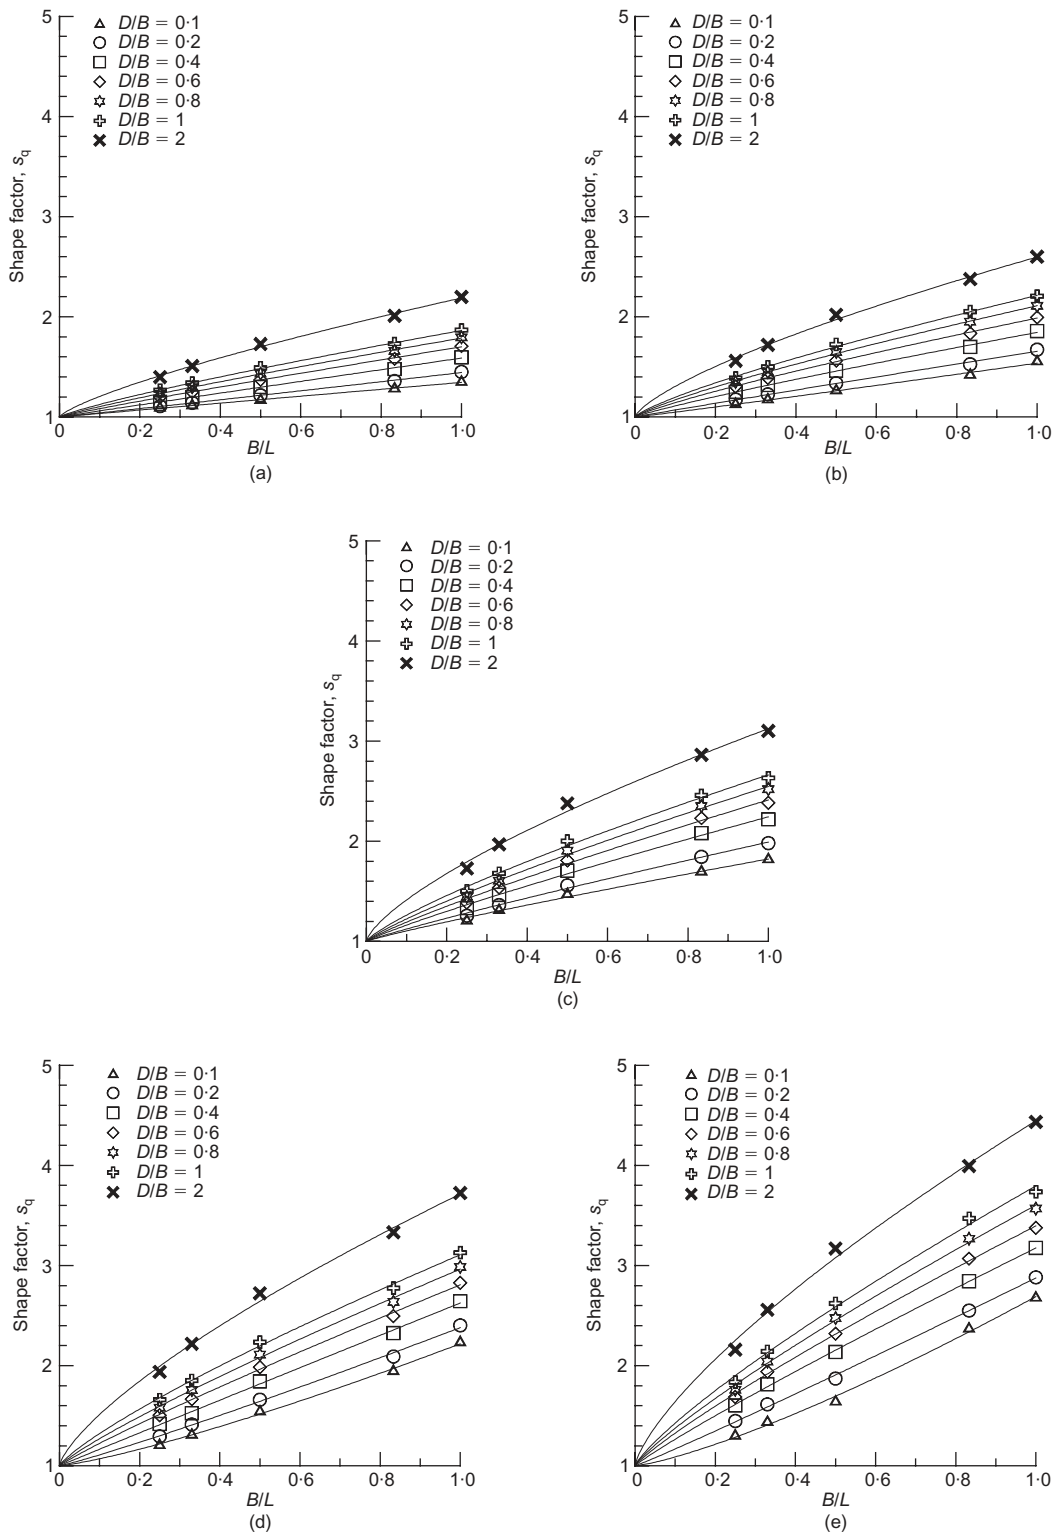 5
4
3
2
1
Shape factor, sq
D/B = 0·1
D/B = 0·2
D/B = 0·4
D/B = 0·6
D/B = 0·8
D/B = 1
D/B = 2
0 0·2 0·4 0·6 0·8 1·0
B/L
(a)
5
4
3
2
1
Shape factor, sq
D/B = 0·1
D/B = 0·2
D/B = 0·4
D/B = 0·6
D/B = 0·8
D/B = 1
D/B = 2
0 0·2 0·4 0·6 0·8 1·0
B/L
(b)
5
4
3
2
1
Shape factor, sq
D/B = 0·1
D/B = 0·2
D/B = 0·4
D/B = 0·6
D/B = 0·8
D/B = 1
D/B = 2
0 0·2 0·4 0·6 0·8 1·0
B/L
(c)
5
4
3
2
1
Shape factor, sq
D/B = 0·1
D/B = 0·2
D/B = 0·4
D/B = 0·6
D/B = 0·8
D/B = 1
D/B = 2
0 0·2 0·4 0·6 0·8 1·0
B/L
(d)
5
4
3
2
1
Shape factor, sq
D/B = 0·1
D/B = 0·2
D/B = 0·4
D/B = 0·6
D/B = 0·8
D/B = 1
D/B = 2
0 0·2 0·4 0·6 0·8 1·0
B/L
(e)